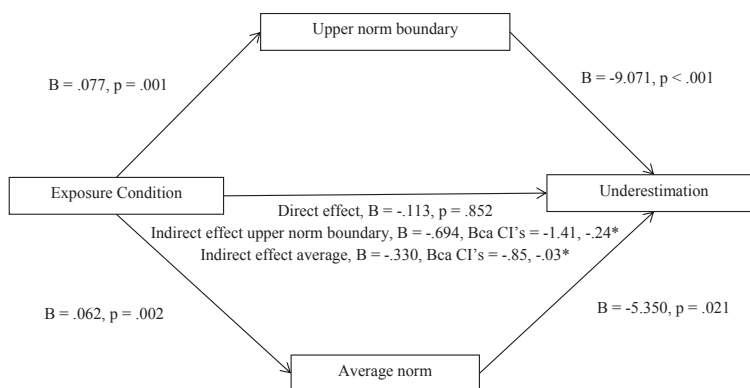 Upper norm boundary
B = .077, p = .001
B = -9.071, p < .001
Exposure Condition
Underestimation
Direct effect, B = -.113, p = .852
Indirect effect upper norm boundary, B = -.694, Bca CI's = -1.41, -.24*
Indirect effect average, B = -.330, Bca CI's = -.85, -.03*
B = .062, p = .002
B = -5.350, p = .021
Average norm